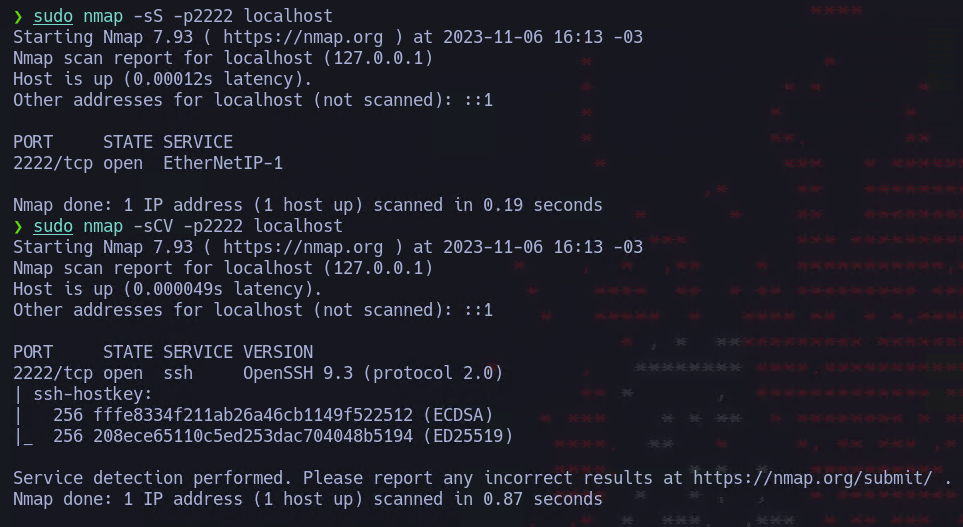 ❯ sudo nmap -sS -p2222 localhost
Starting Nmap 7.93 ( https://nmap.org ) at 2023-11-06 16:13 -03
Nmap scan report for localhost (127.0.0.1)
Host is up (0.00012s latency).
Other addresses for localhost (not scanned): ::1
PORT     STATE SERVICE
2222/tcp open  EtherNetIP-1
Nmap done: 1 IP address (1 host up) scanned in 0.19 seconds
❯ sudo nmap -sCV -p2222 localhost
Starting Nmap 7.93 ( https://nmap.org ) at 2023-11-06 16:13 -03
Nmap scan report for localhost (127.0.0.1)
Host is up (0.000049s latency).
Other addresses for localhost (not scanned): ::1
PORT     STATE SERVICE VERSION
2222/tcp open  ssh     OpenSSH 9.3 (protocol 2.0)
| ssh-hostkey:
|   256 fffe8334f211ab26a46cb1149f522512 (ECDSA)
|_  256 208ece65110c5ed253dac704048b5194 (ED25519)
Service detection performed. Please report any incorrect results at https://nmap.org/submit/ .
Nmap done: 1 IP address (1 host up) scanned in 0.87 seconds